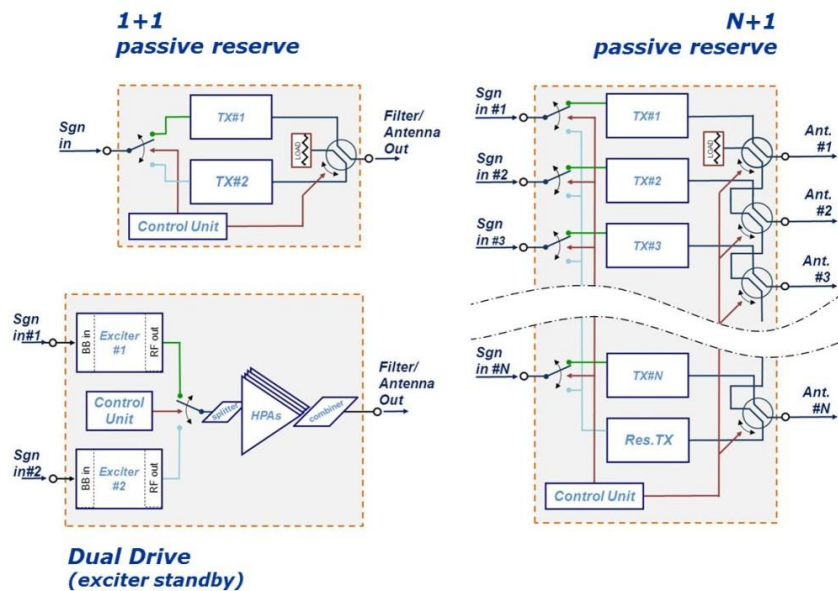 1+1
passive reserve
Sgn
in
TX#1
TX#2
LOAD
Control Unit
Filter/
Antenna
Out
N+1
passive reserve
Sgn
in #1
TX#1
LOAD
Ant.
#1
Sgn
in#2
TX#2
Ant.
#2
Sgn
in #3
TX#3
Ant.
#3
Sgn
in #N
TX#N
Ant.
#N
Res.TX
Control Unit
Sgn
in#1
BB in
Exciter
#1
RF out
Control
Unit
splitter
HPAs
combiner
Filter/
Antenna
Out
Sgn
in#2
BB in
Exciter
#2
RF out
Dual Drive
(exciter standby)